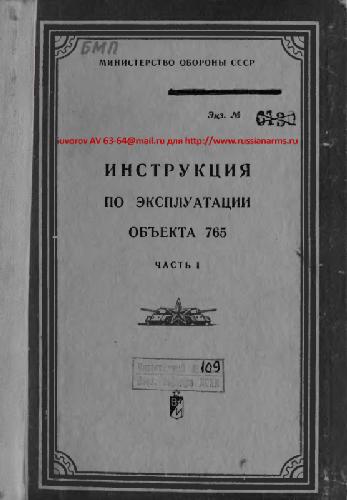 БМП
МИНИСТЕРСТВО ОБОРОНЫ СССР
Экз. №
uvorov AV 63-64@mail.ru для http://www.russianarms.ru
ИНСТРУКЦИЯ
ПО ЭКСПЛУАТАЦИИ
ОБЪЕКТА 765
ЧАСТЬ I
109